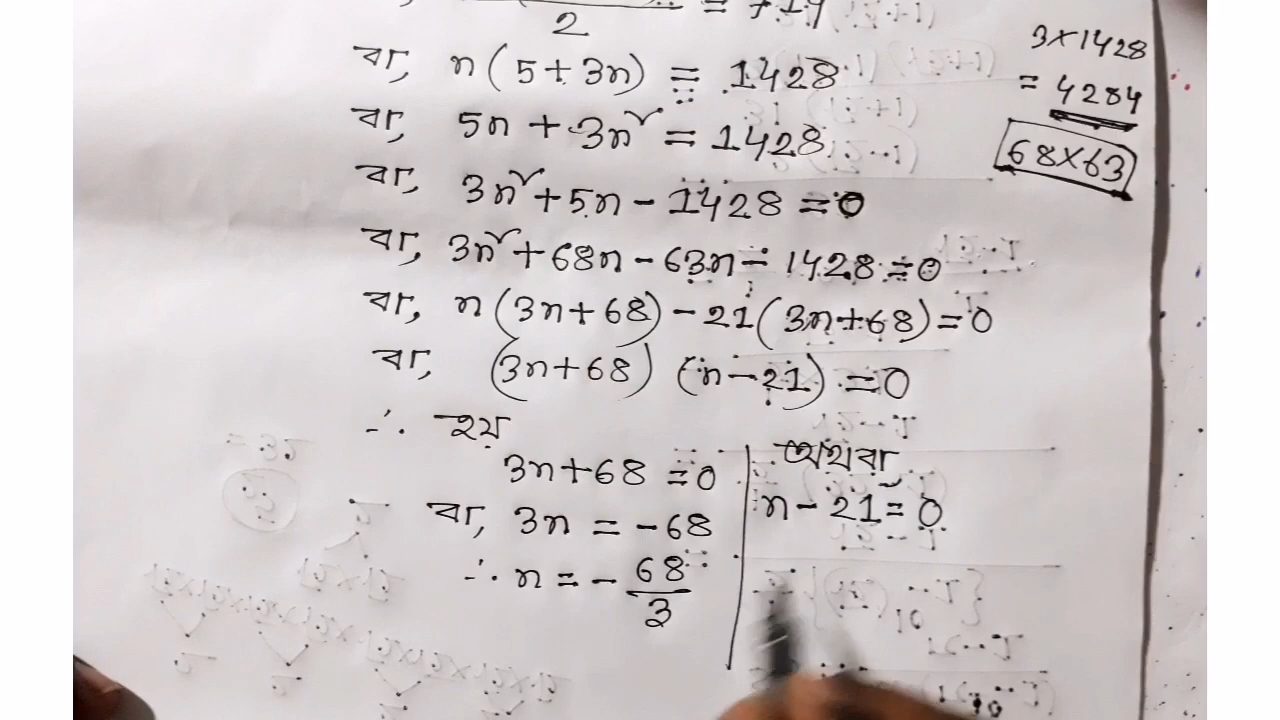 2 = 714
বা, n(5+3n) = 1428
বা, 5n + 3n² = 1428
বা, 3n² + 5n - 1428 = 0
বা, 3n² + 68n - 63n - 1428 = 0
বা, n(3n+68) - 21(3n+68) = 0
বা, (3n+68) (n-21) = 0
∴ হয়
3n+68 = 0
বা, 3n = -68
∴ n = - 68/3
অথবা
n - 21 = 0
3×1428
= 4284
68×63